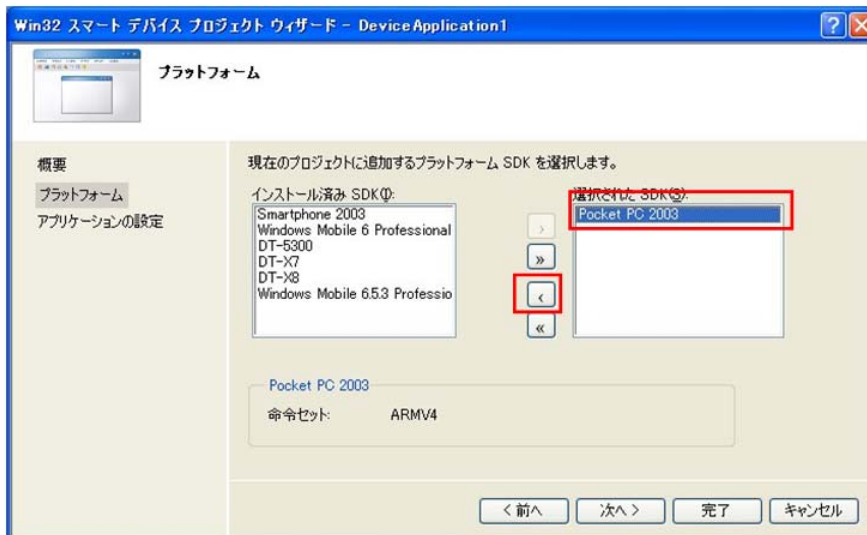 Win32 スマート デバイス プロジェクト ウィザード - DeviceApplication1
プラットフォーム
概要
プラットフォーム
アプリケーションの設定
現在のプロジェクトに追加するプラットフォーム SDK を選択します。
インストール済み SDK(I):
Smartphone 2003
Windows Mobile 6 Professional
DT-5300
DT-X7
DT-X8
Windows Mobile 6.5.3 Professio
>
»
<
«
選択された SDK(S):
Pocket PC 2003
Pocket PC 2003
命令セット: ARMV4
< 前へ
次へ >
完了
キャンセル